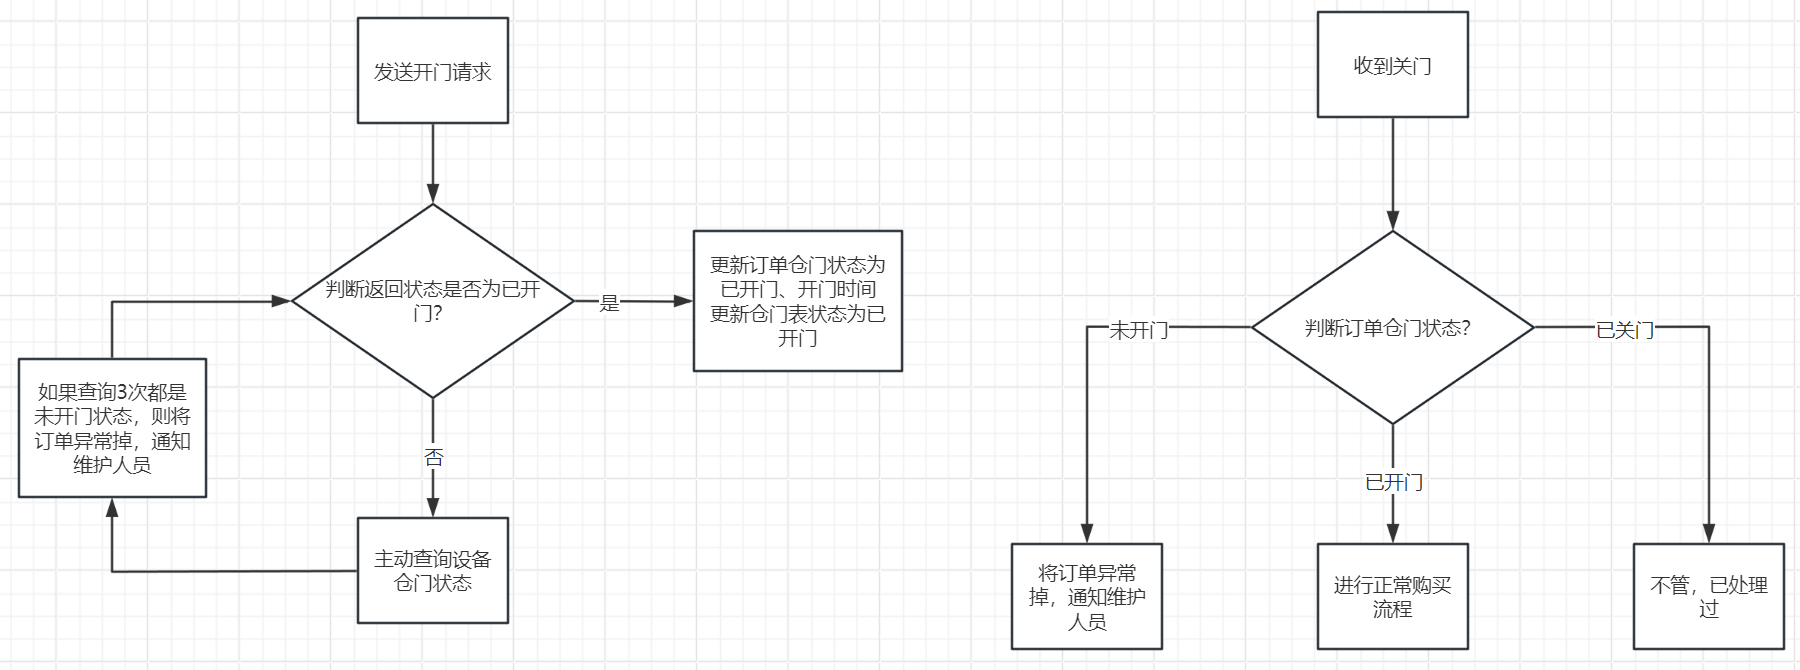 发送开门请求
判断返回状态是否为已开
门？
是
更新订单仓门状态为
已开门、开门时间
更新仓门表状态为已
开门
否
主动查询设备
仓门状态
如果查询3次都是
未开门状态，则将
订单异常掉，通知
维护人员
收到关门
判断订单仓门状态？
未开门
已开门
已关门
将订单异常
掉，通知维护
人员
进行正常购买
流程
不管，已处理
过